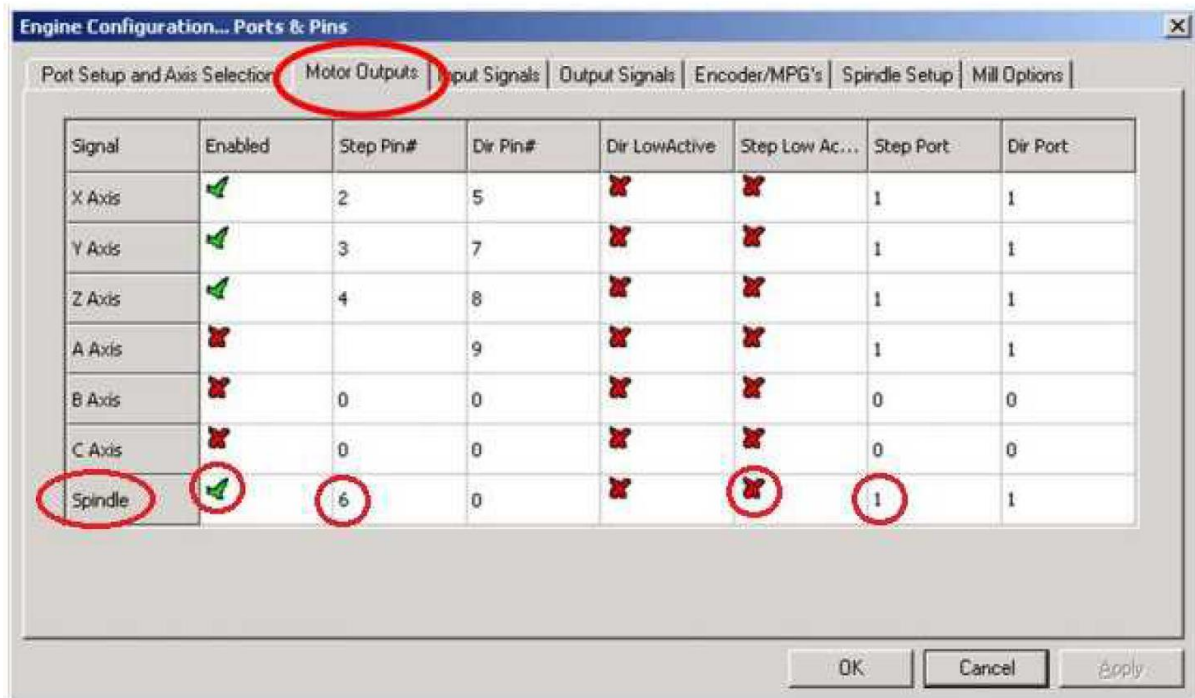 Engine Configuration... Ports & Pins
Port Setup and Axis Selection Motor Outputs Input Signals Output Signals Encoder/MPG's Spindle Setup Mill Options
Signal Enabled Step Pin# Dir Pin# Dir LowActive Step Low Ac... Step Port Dir Port
X Axis 2 5 1 1
Y Axis 3 7 1 1
Z Axis 4 8 1 1
A Axis 9 1 1
B Axis 0 0 0 0
C Axis 0 0 0 0
Spindle 6 0 1 1
OK Cancel Apply